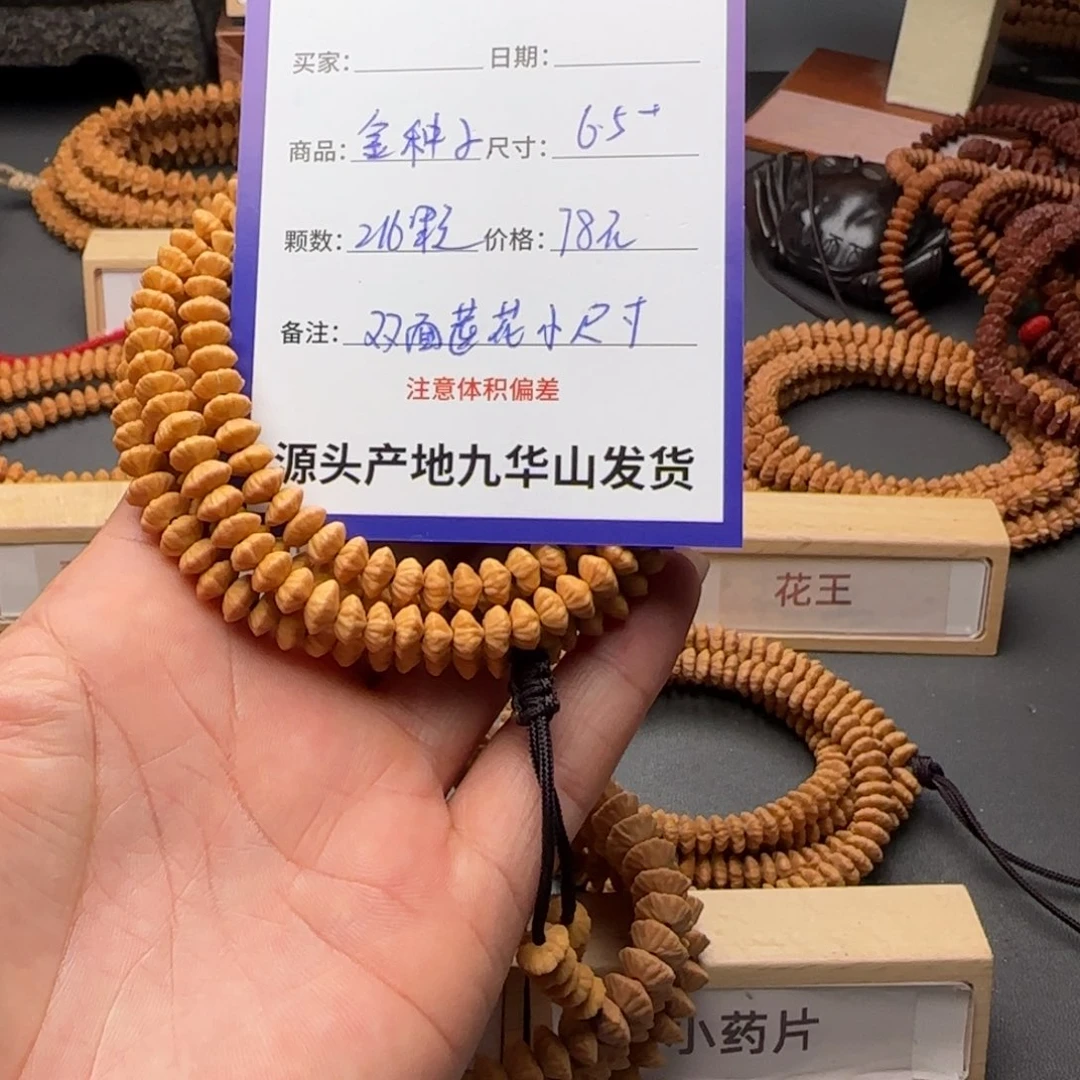 买家: 日期:
商品: 金种子 尺寸: 6.5+
颗数: 216颗 价格: 78元
备注: 双面莲花小尺寸
注意体积偏差
源头产地九华山发货
花王
小药片